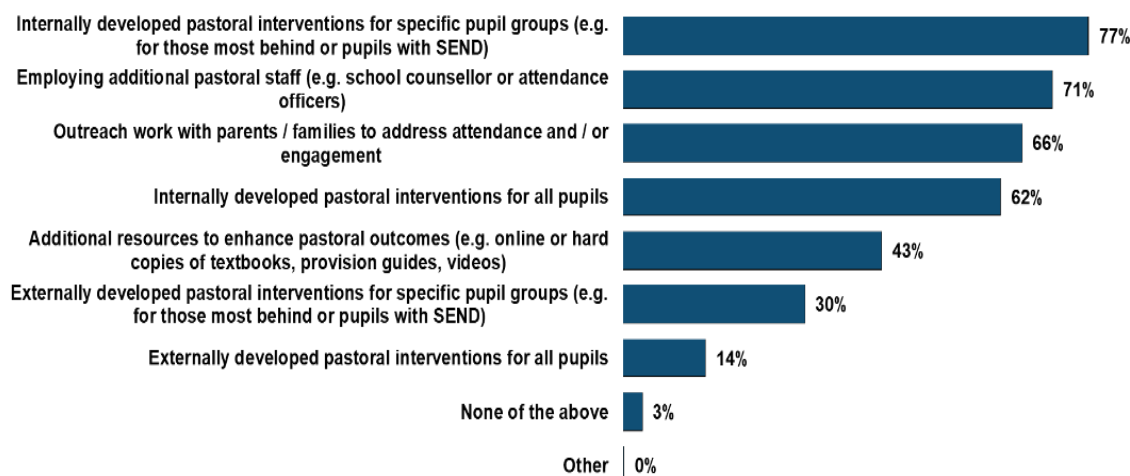 Internally developed pastoral interventions for specific pupil groups (e.g.
for those most behind or pupils with SEND)
77%
Employing additional pastoral staff (e.g. school counsellor or attendance
officers)
71%
Outreach work with parents / families to address attendance and / or
engagement
66%
Internally developed pastoral interventions for all pupils
62%
Additional resources to enhance pastoral outcomes (e.g. online or hard
copies of textbooks, provision guides, videos)
43%
Externally developed pastoral interventions for specific pupil groups (e.g.
for those most behind or pupils with SEND)
30%
Externally developed pastoral interventions for all pupils
14%
None of the above
3%
Other
0%